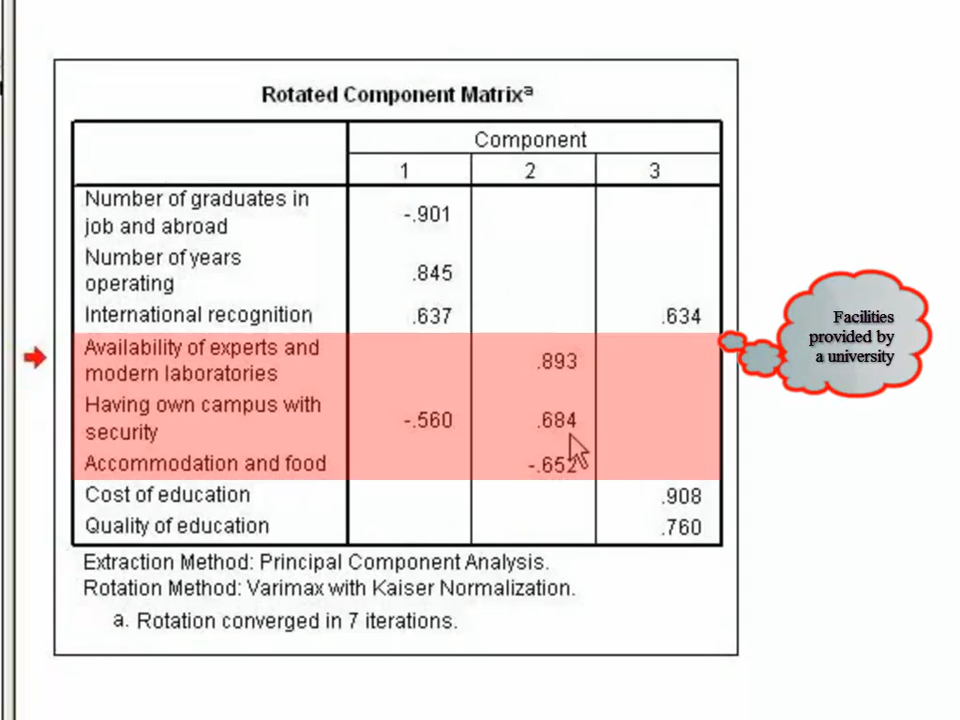 Rotated Component Matrixa
Component
1 2 3
Number of graduates in
job and abroad -.901
Number of years
operating .845
International recognition .637 .634
Availability of experts and
modern laboratories .893
Having own campus with
security -.560 .684
Accommodation and food -.652
Cost of education .908
Quality of education .760
Extraction Method: Principal Component Analysis.
Rotation Method: Varimax with Kaiser Normalization.
a. Rotation converged in 7 iterations.
Facilities
provided by
a university